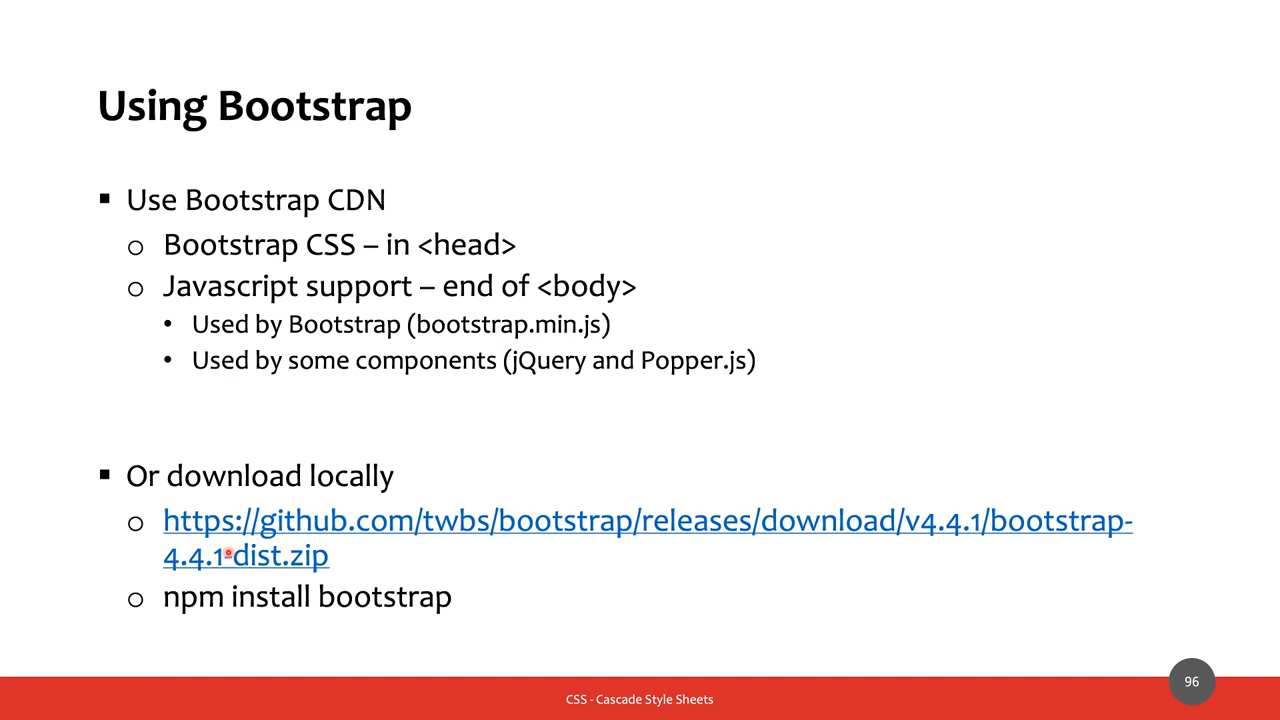 Using Bootstrap
▪ Use Bootstrap CDN
o Bootstrap CSS – in <head>
o Javascript support – end of <body>
• Used by Bootstrap (bootstrap.min.js)
• Used by some components (jQuery and Popper.js)
▪ Or download locally
o https://github.com/twbs/bootstrap/releases/download/v4.4.1/bootstrap-
4.4.1-dist.zip
o npm install bootstrap
96
CSS - Cascade Style Sheets